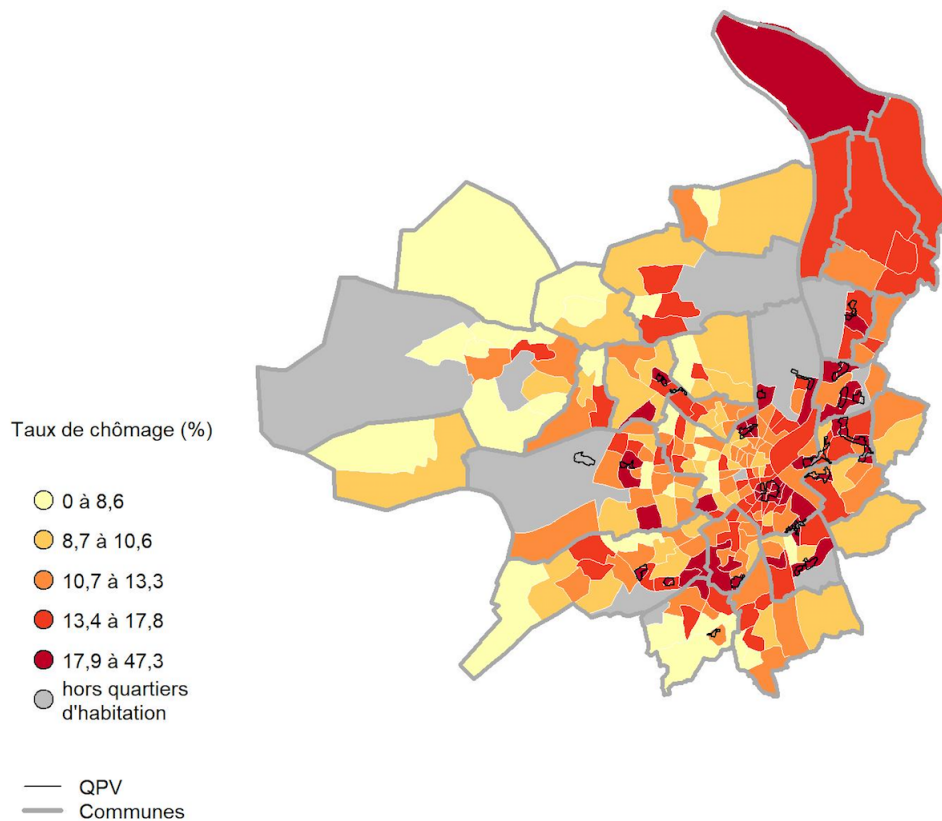 Taux de chômage (%)
0 à 8,6
8,7 à 10,6
10,7 à 13,3
13,4 à 17,8
17,9 à 47,3
hors quartiers
d'habitation
QPV
Communes